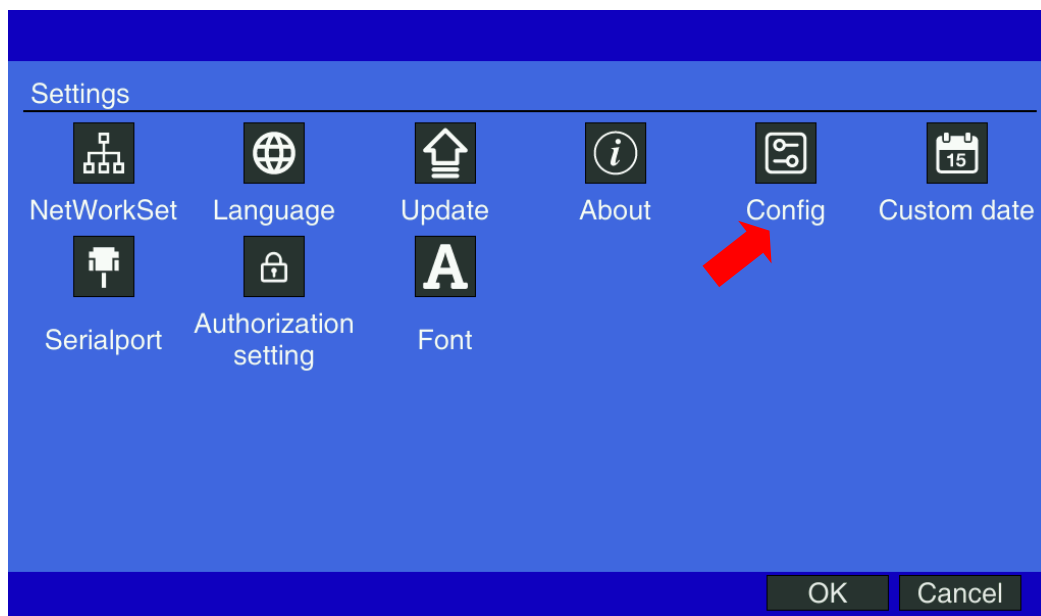 Settings
15
NetWorkSet Language Update About Config Custom date
A
Serialport Authorization setting Font
OK Cancel